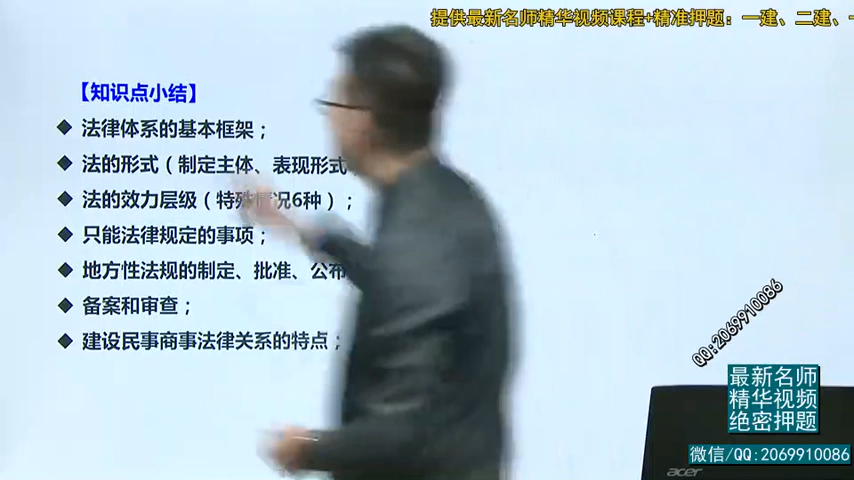 提供最新名师精华视频课程+精准押题：一建、二建、
【知识点小结】
◆ 法律体系的基本框架；
◆ 法的形式（制定主体、表现形式
◆ 法的效力层级（特殊情况6种）；
◆ 只能法律规定的事项；
◆ 地方性法规的制定、批准、公布
◆ 备案和审查；
◆ 建设民事商事法律关系的特点；
QQ:2069910086
最新名师
精华视频
绝密押题
微信/QQ:2069910086
acer